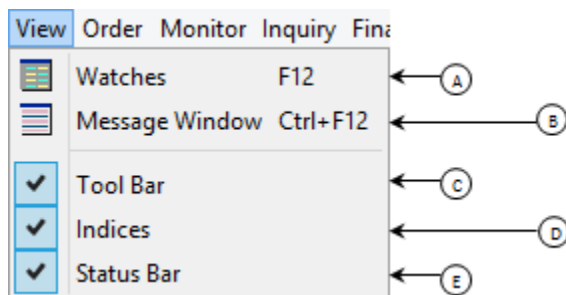 View Order Monitor Inquiry Fina
Watches F12 A
Message Window Ctrl+F12 B
Tool Bar C
Indices D
Status Bar E